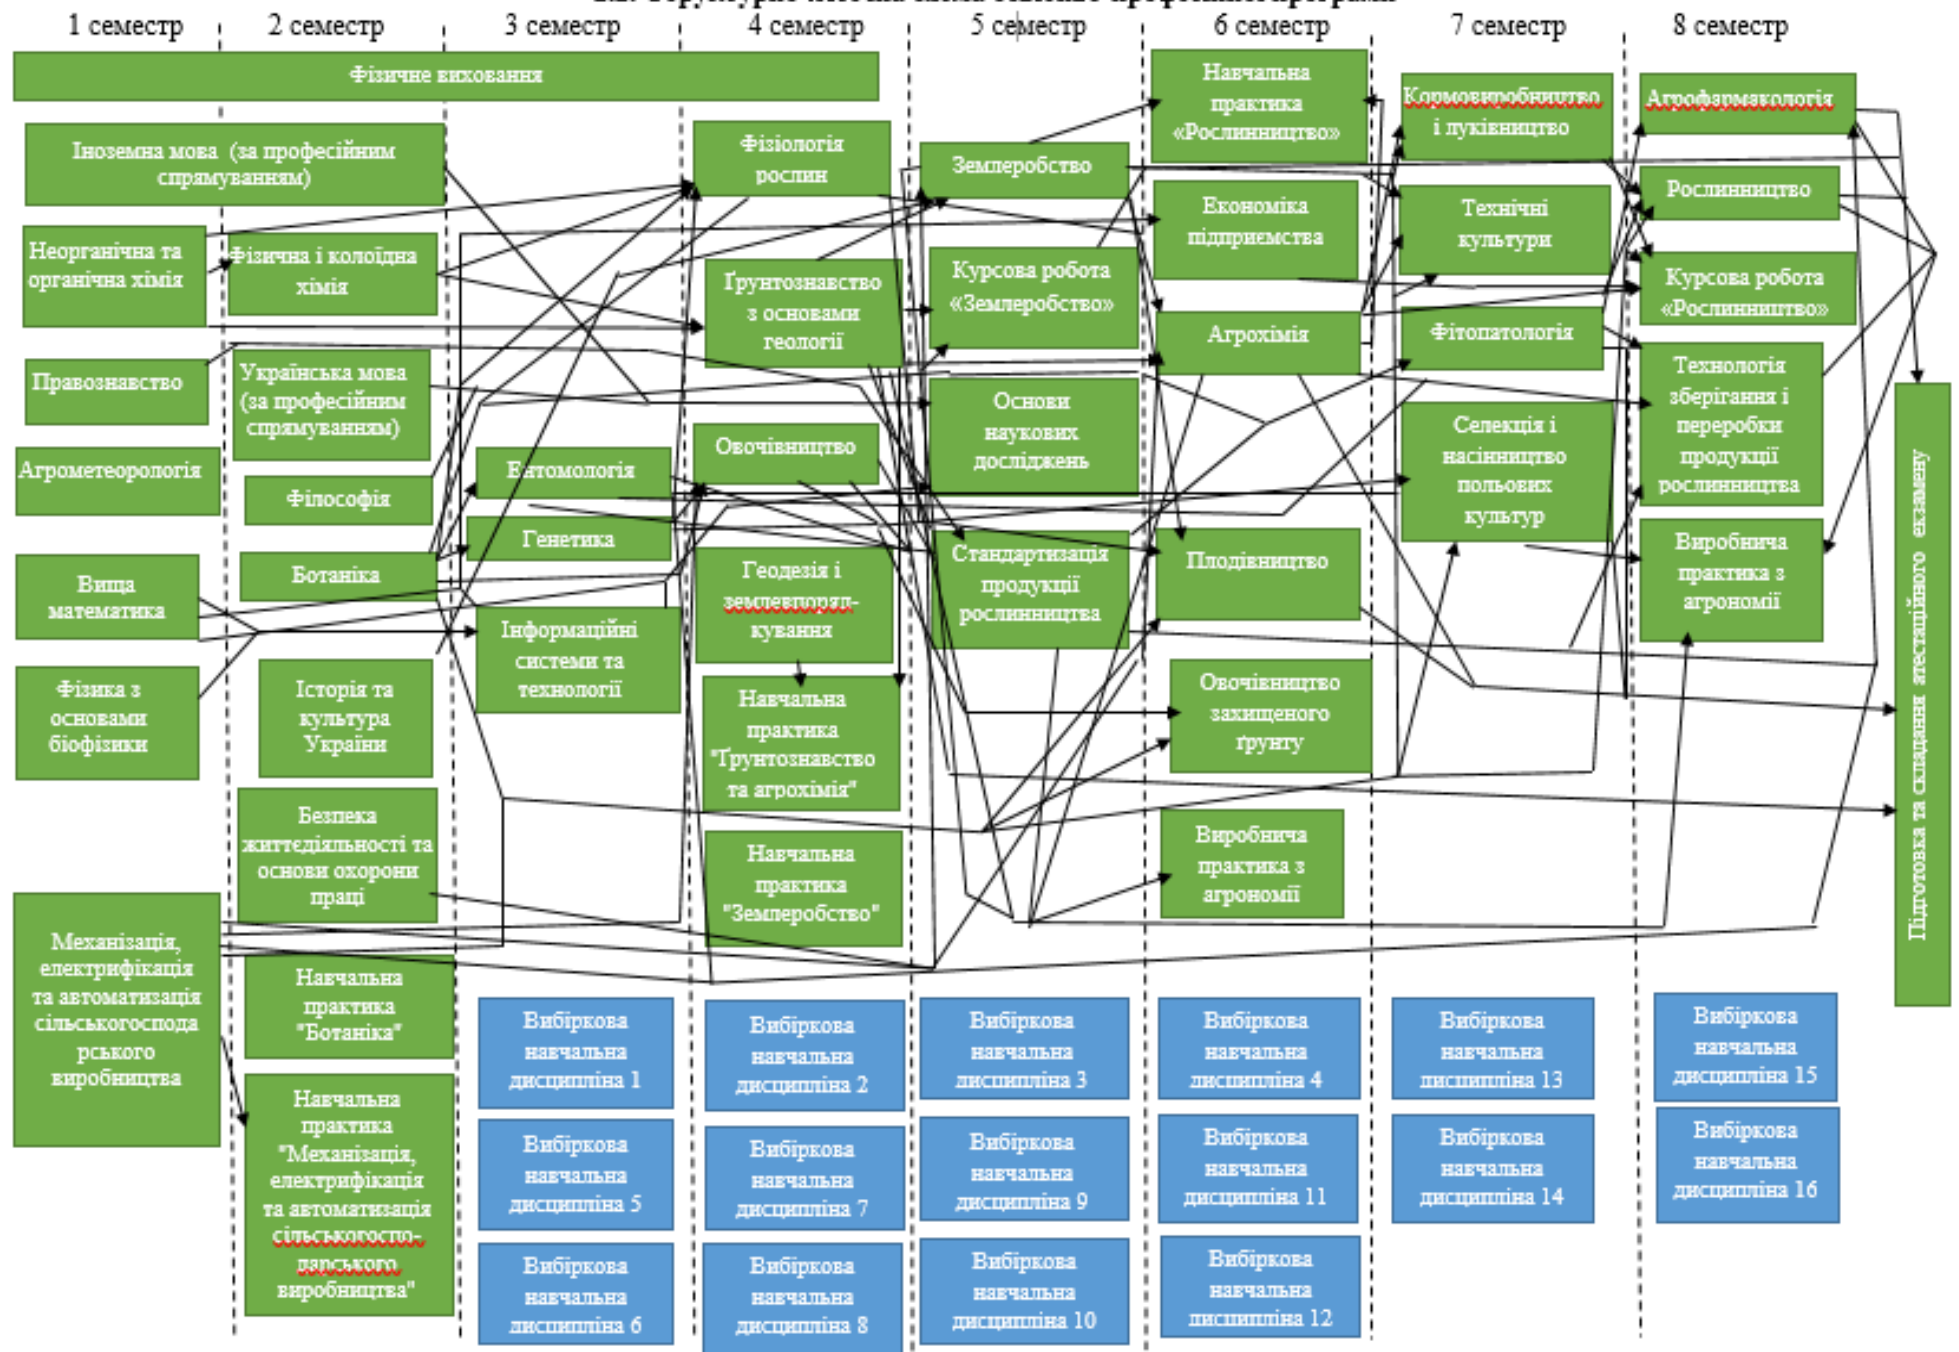 1 семестр
2 семестр
3 семестр
4 семестр
5 семестр
6 семестр
7 семестр
8 семестр
Фізичне виховання
Іноземна мова (за професійним
спрямуванням)
Неорганічна та
органічна хімія
Правознавство
Агрометеорологія
Вища
математика
Фізика з
основами
біофізики
Механізація,
електрифікація
та автоматизація
сільськогоспода
рського
виробництва
Фізична і колоїдна
хімія
Українська мова
(за професійним
спрямуванням)
Філософія
Ботаніка
Історія та
культура
України
Безпека
життєдіяльності та
основи охорони
праці
Навчальна
практика
"Ботаніка"
Навчальна
практика
"Механізація,
електрифікація
та автоматизація
сільськогоспо-
дарського
виробництва"
Ентомологія
Генетика
Інформаційні
системи та
технології
Вибіркова
навчальна
дисципліна 1
Вибіркова
навчальна
дисципліна 5
Вибіркова
навчальна
дисципліна 6
Фізіологія
рослин
Ґрунтознавство
з основами
геології
Овочівництво
Геодезія і
землевпоряд-
кування
Навчальна
практика
"Ґрунтознавство
та агрохімія"
Навчальна
практика
"Землеробство"
Вибіркова
навчальна
дисципліна 2
Вибіркова
навчальна
дисципліна 7
Вибіркова
навчальна
дисципліна 8
Землеробство
Курсова робота
«Землеробство»
Основи
наукових
досліджень
Стандартизація
продукції
рослинництва
Вибіркова
навчальна
дисципліна 3
Вибіркова
навчальна
дисципліна 9
Вибіркова
навчальна
дисципліна 10
Навчальна
практика
«Рослинництво»
Економіка
підприємства
Агрохімія
Плодівництво
Овочівництво
захищеного
ґрунту
Виробнича
практика з
агрономії
Вибіркова
навчальна
дисципліна 4
Вибіркова
навчальна
дисципліна 11
Вибіркова
навчальна
дисципліна 12
Кормовиробництво
і луківництво
Технічні
культури
Фітопатологія
Селекція і
насінництво
польових
культур
Вибіркова
навчальна
дисципліна 13
Вибіркова
навчальна
дисципліна 14
Агрофармакологія
Рослинництво
Курсова робота
«Рослинництво»
Технологія
зберігання і
переробки
продукції
рослинництва
Виробнича
практика з
агрономії
Вибіркова
навчальна
дисципліна 15
Вибіркова
навчальна
дисципліна 16
Підготовка та складання атестаційного екзамену